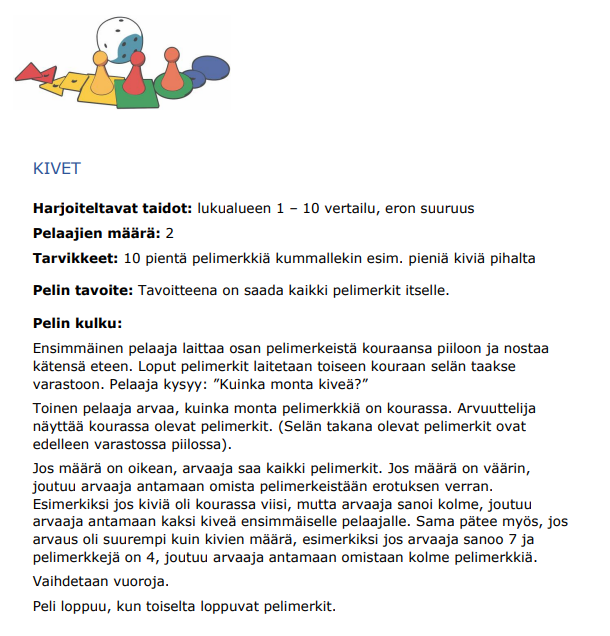 KIVET
Harjoiteltavat taidot: lukualueen 1 – 10 vertailu, eron suuruus
Pelaajien määrä: 2
Tarvikkeet: 10 pientä pelimerkkiä kummallekin esim. pieniä kiviä pihalta
Pelin tavoite: Tavoitteena on saada kaikki pelimerkit itselle.
Pelin kulku:
Ensimmäinen pelaaja laittaa osan pelimerkeistä kouraansa piiloon ja nostaa
kätensä eteen. Loput pelimerkit laitetaan toiseen kouraan selän taakse
varastoon. Pelaaja kysyy: ”Kuinka monta kiveä?”
Toinen pelaaja arvaa, kuinka monta pelimerkkiä on kourassa. Arvuuttelija
näyttää kourassa olevat pelimerkit. (Selän takana olevat pelimerkit ovat
edelleen varastossa piilossa).
Jos määrä on oikean, arvaaja saa kaikki pelimerkit. Jos määrä on väärin,
joutuu arvaaja antamaan omista pelimerkeistään erotuksen verran.
Esimerkiksi jos kiviä oli kourassa viisi, mutta arvaaja sanoi kolme, joutuu
arvaaja antamaan kaksi kiveä ensimmäiselle pelaajalle. Sama pätee myös, jos
arvaus oli suurempi kuin kivien määrä, esimerkiksi jos arvaaja sanoo 7 ja
pelimerkkejä on 4, joutuu arvaaja antamaan omistaan kolme pelimerkkiä.
Vaihdetaan vuoroja.
Peli loppuu, kun toiselta loppuvat pelimerkit.